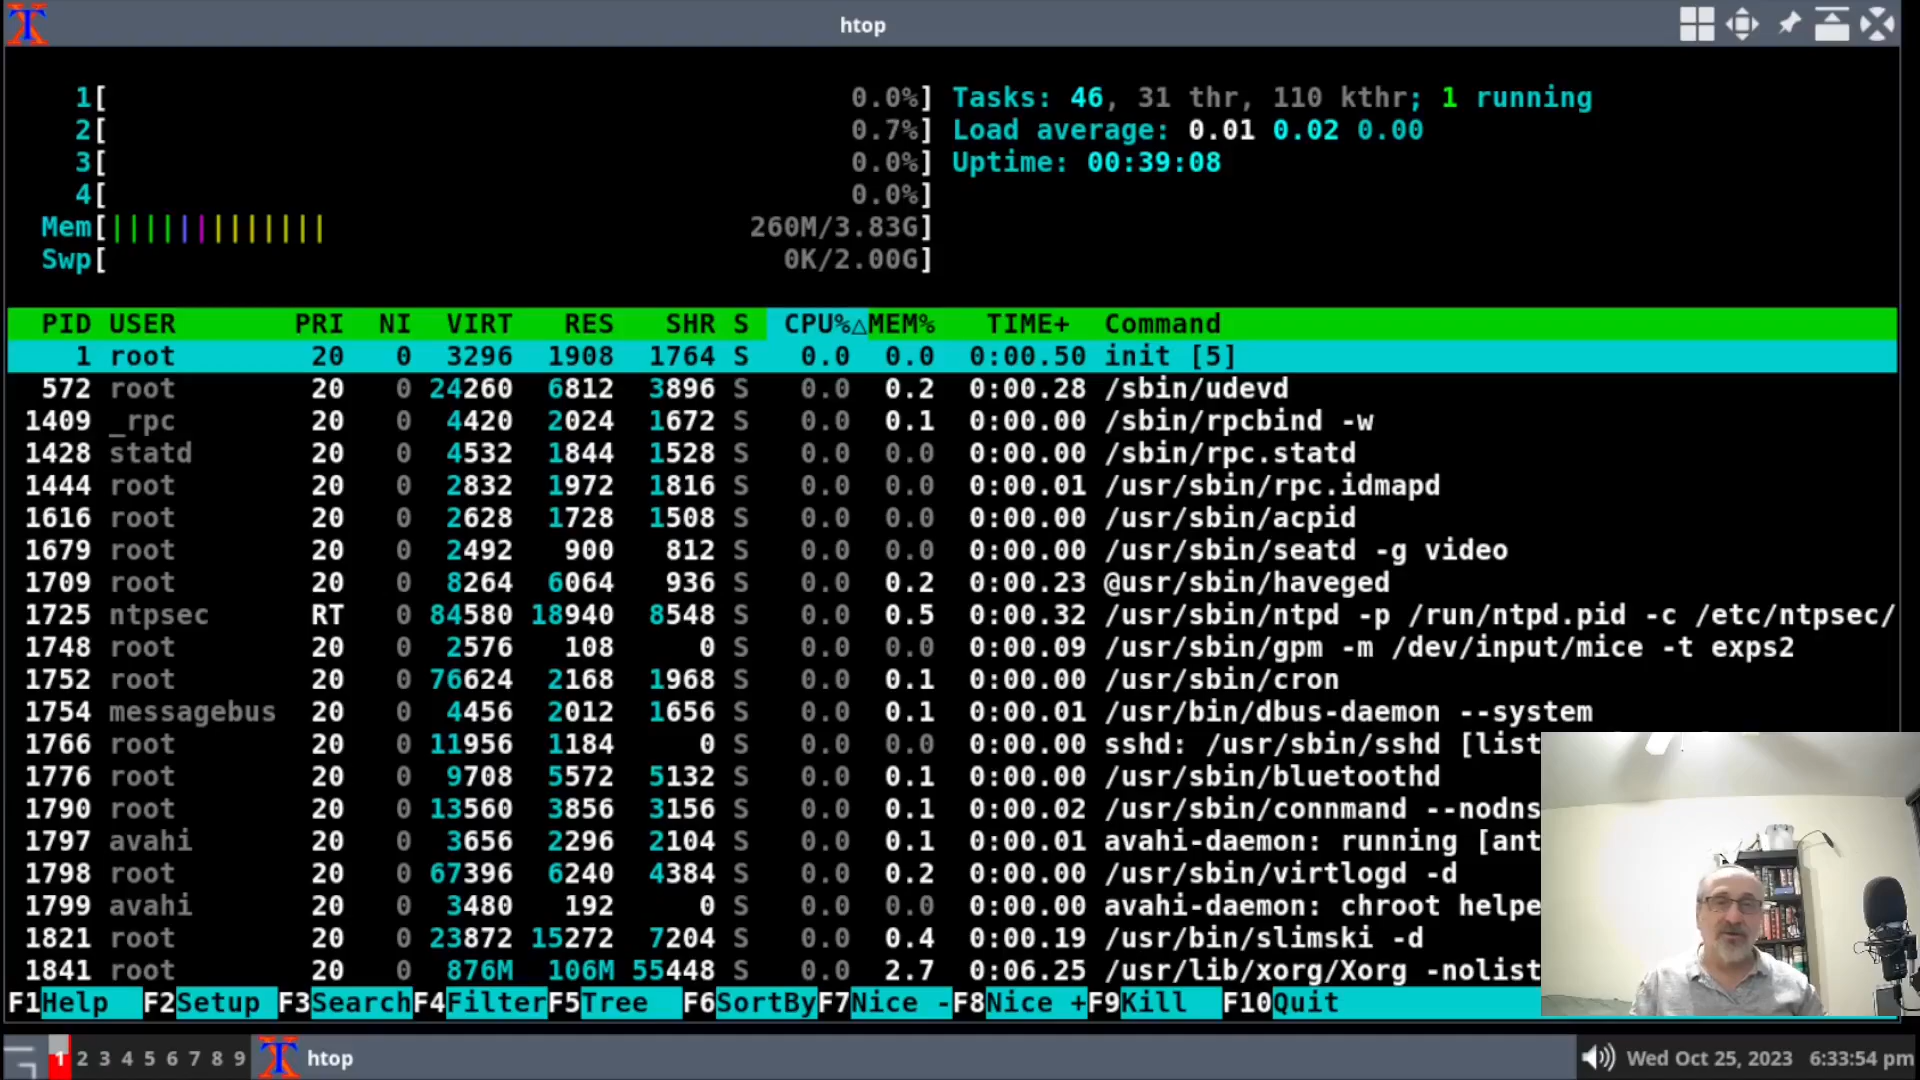 htop
1[ 0.0%] Tasks: 46, 31 thr, 110 kthr; 1 running
2[ 0.7%] Load average: 0.01 0.02 0.00
3[ 0.0%] Uptime: 00:39:08
4[ 0.0%]
Mem[||||||||||||| 260M/3.83G]
Swp[ 0K/2.00G]
PID USER PRI NI VIRT RES SHR S CPU%△MEM% TIME+ Command
1 root 20 0 3296 1908 1764 S 0.0 0.0 0:00.50 init [5]
572 root 20 0 24260 6812 3896 S 0.0 0.2 0:00.28 /sbin/udevd
1409 _rpc 20 0 4420 2024 1672 S 0.0 0.1 0:00.00 /sbin/rpcbind -w
1428 statd 20 0 4532 1844 1528 S 0.0 0.0 0:00.00 /sbin/rpc.statd
1444 root 20 0 2832 1972 1816 S 0.0 0.0 0:00.01 /usr/sbin/rpc.idmapd
1616 root 20 0 2628 1728 1508 S 0.0 0.0 0:00.00 /usr/sbin/acpid
1679 root 20 0 2492 900 812 S 0.0 0.0 0:00.00 /usr/sbin/seatd -g video
1709 root 20 0 8264 6064 936 S 0.0 0.2 0:00.23 @usr/sbin/haveged
1725 ntpsec RT 0 84580 18940 8548 S 0.0 0.5 0:00.32 /usr/sbin/ntpd -p /run/ntpd.pid -c /etc/ntpsec/
1748 root 20 0 2576 108 0 S 0.0 0.0 0:00.09 /usr/sbin/gpm -m /dev/input/mice -t exps2
1752 root 20 0 76624 2168 1968 S 0.0 0.1 0:00.00 /usr/sbin/cron
1754 messagebus 20 0 4456 2012 1656 S 0.0 0.1 0:00.01 /usr/bin/dbus-daemon --system
1766 root 20 0 11956 1184 0 S 0.0 0.0 0:00.00 sshd: /usr/sbin/sshd [list
1776 root 20 0 9708 5572 5132 S 0.0 0.1 0:00.00 /usr/sbin/bluetoothd
1790 root 20 0 13560 3856 3156 S 0.0 0.1 0:00.02 /usr/sbin/connmand --nodns
1797 avahi 20 0 3656 2296 2104 S 0.0 0.1 0:00.01 avahi-daemon: running [ant
1798 root 20 0 67396 6240 4384 S 0.0 0.2 0:00.00 /usr/sbin/virtlogd -d
1799 avahi 20 0 3480 192 0 S 0.0 0.0 0:00.00 avahi-daemon: chroot helpe
1821 root 20 0 23872 15272 7204 S 0.0 0.4 0:00.19 /usr/bin/slimski -d
1841 root 20 0 876M 106M 55448 S 0.0 2.7 0:06.25 /usr/lib/xorg/Xorg -nolist
F1Help F2Setup F3SearchF4FilterF5Tree F6SortByF7Nice -F8Nice +F9Kill F10Quit
1 2 3 4 5 6 7 8 9 htop Wed Oct 25, 2023 6:33:54 pm